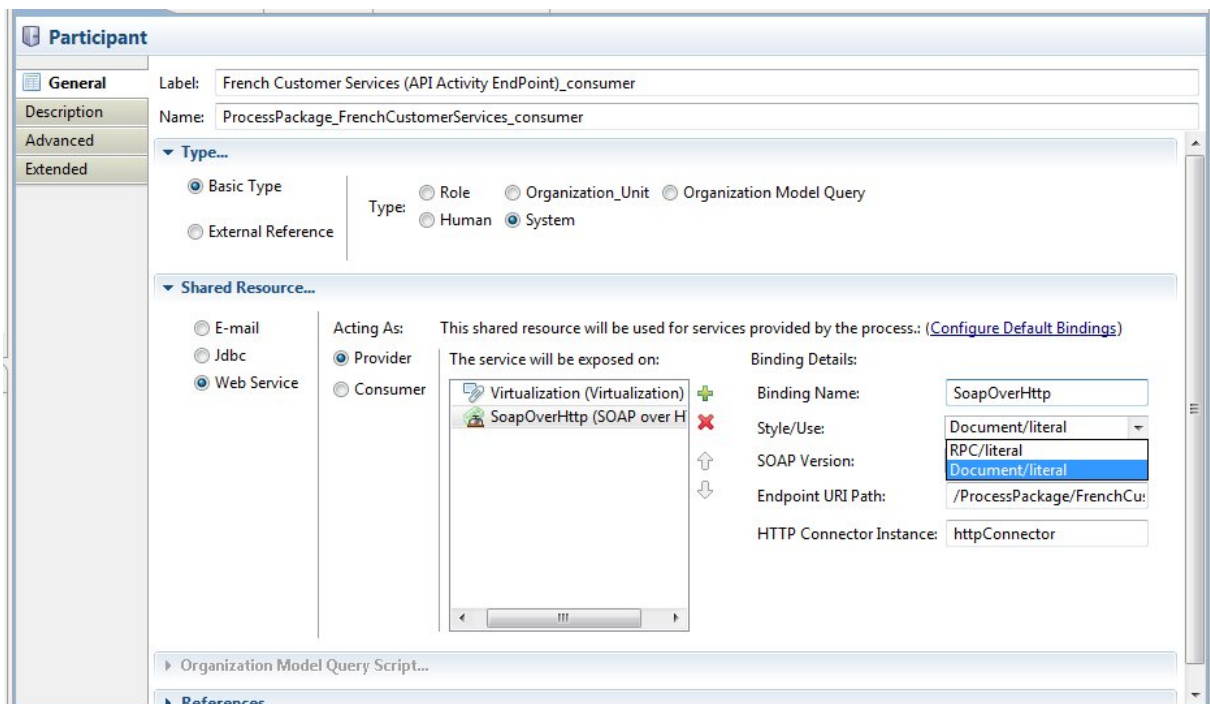 Participant
General
Description
Advanced
Extended
Label: French Customer Services (API Activity EndPoint)_consumer
Name: ProcessPackage_FrenchCustomerServices_consumer
Type...
Basic Type
External Reference
Type:
Role Organization_Unit Organization Model Query
Human System
Shared Resource...
E-mail
Jdbc
Web Service
Acting As:
Provider
Consumer
This shared resource will be used for services provided by the process.: (Configure Default Bindings)
The service will be exposed on:
Virtualization (Virtualization)
SoapOverHttp (SOAP over H
Binding Details:
Binding Name: SoapOverHttp
Style/Use: Document/literal
RPC/literal
Document/literal
SOAP Version:
Endpoint URI Path: /ProcessPackage/FrenchCu
HTTP Connector Instance: httpConnector
Organization Model Query Script...
References